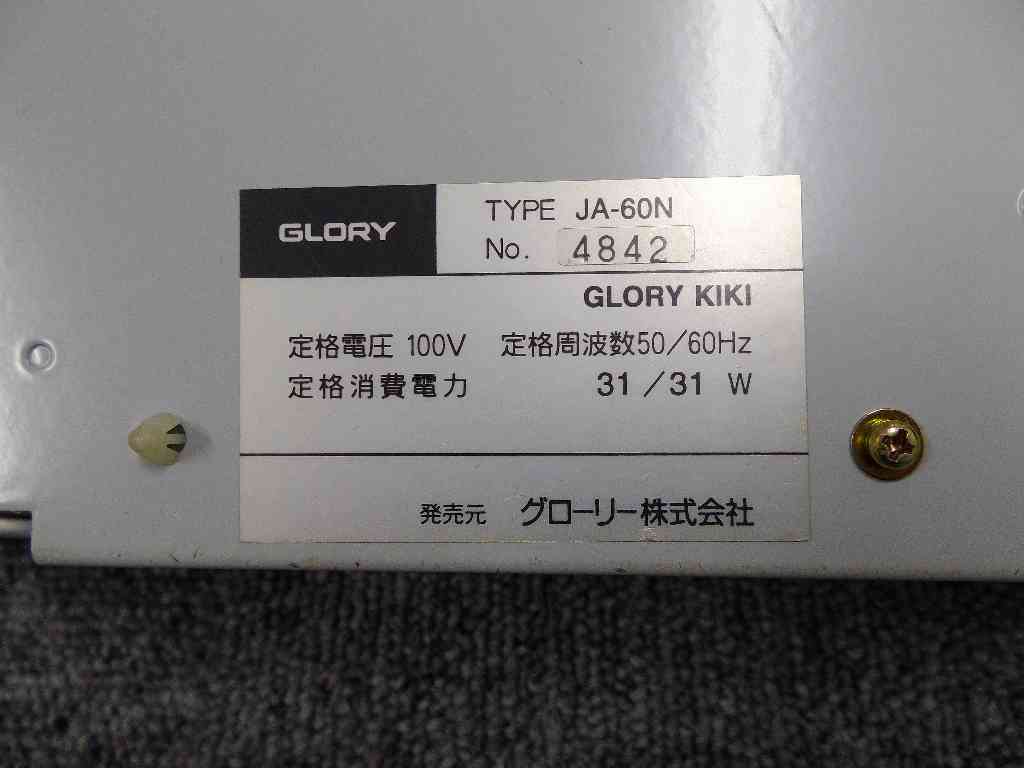 GLORY
TYPE JA-60N
No. 4842
GLORY KIKI
定格電圧 100V 定格周波数50/60Hz
定格消費電力 31/31 W
発売元 グローリー株式会社